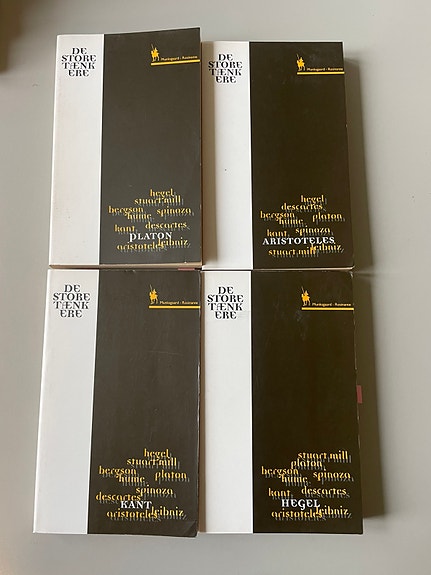 DE
STORE
TÆNK
ERE
Munksgaard · Rosinante
hegel
stuart mill
bergson spinoza
hume
kant descartes
PLATON
aristoteles leibniz
DE
STORE
TÆNK
ERE
Munksgaard · Rosinante
hegel
descartes
bergson platon
hume
kant spinoza
ARISTOTELES
leibniz
stuart mill
DE
STORE
TÆNK
ERE
Munksgaard · Rosinante
hegel
stuart mill
bergson platon
hume
spinoza
descartes
KANT
aristoteles leibniz
DE
STORE
TÆNK
ERE
Munksgaard · Rosinante
stuart mill
platon
bergson spinoza
hume
kant descartes
HEGEL
aristoteles leibniz